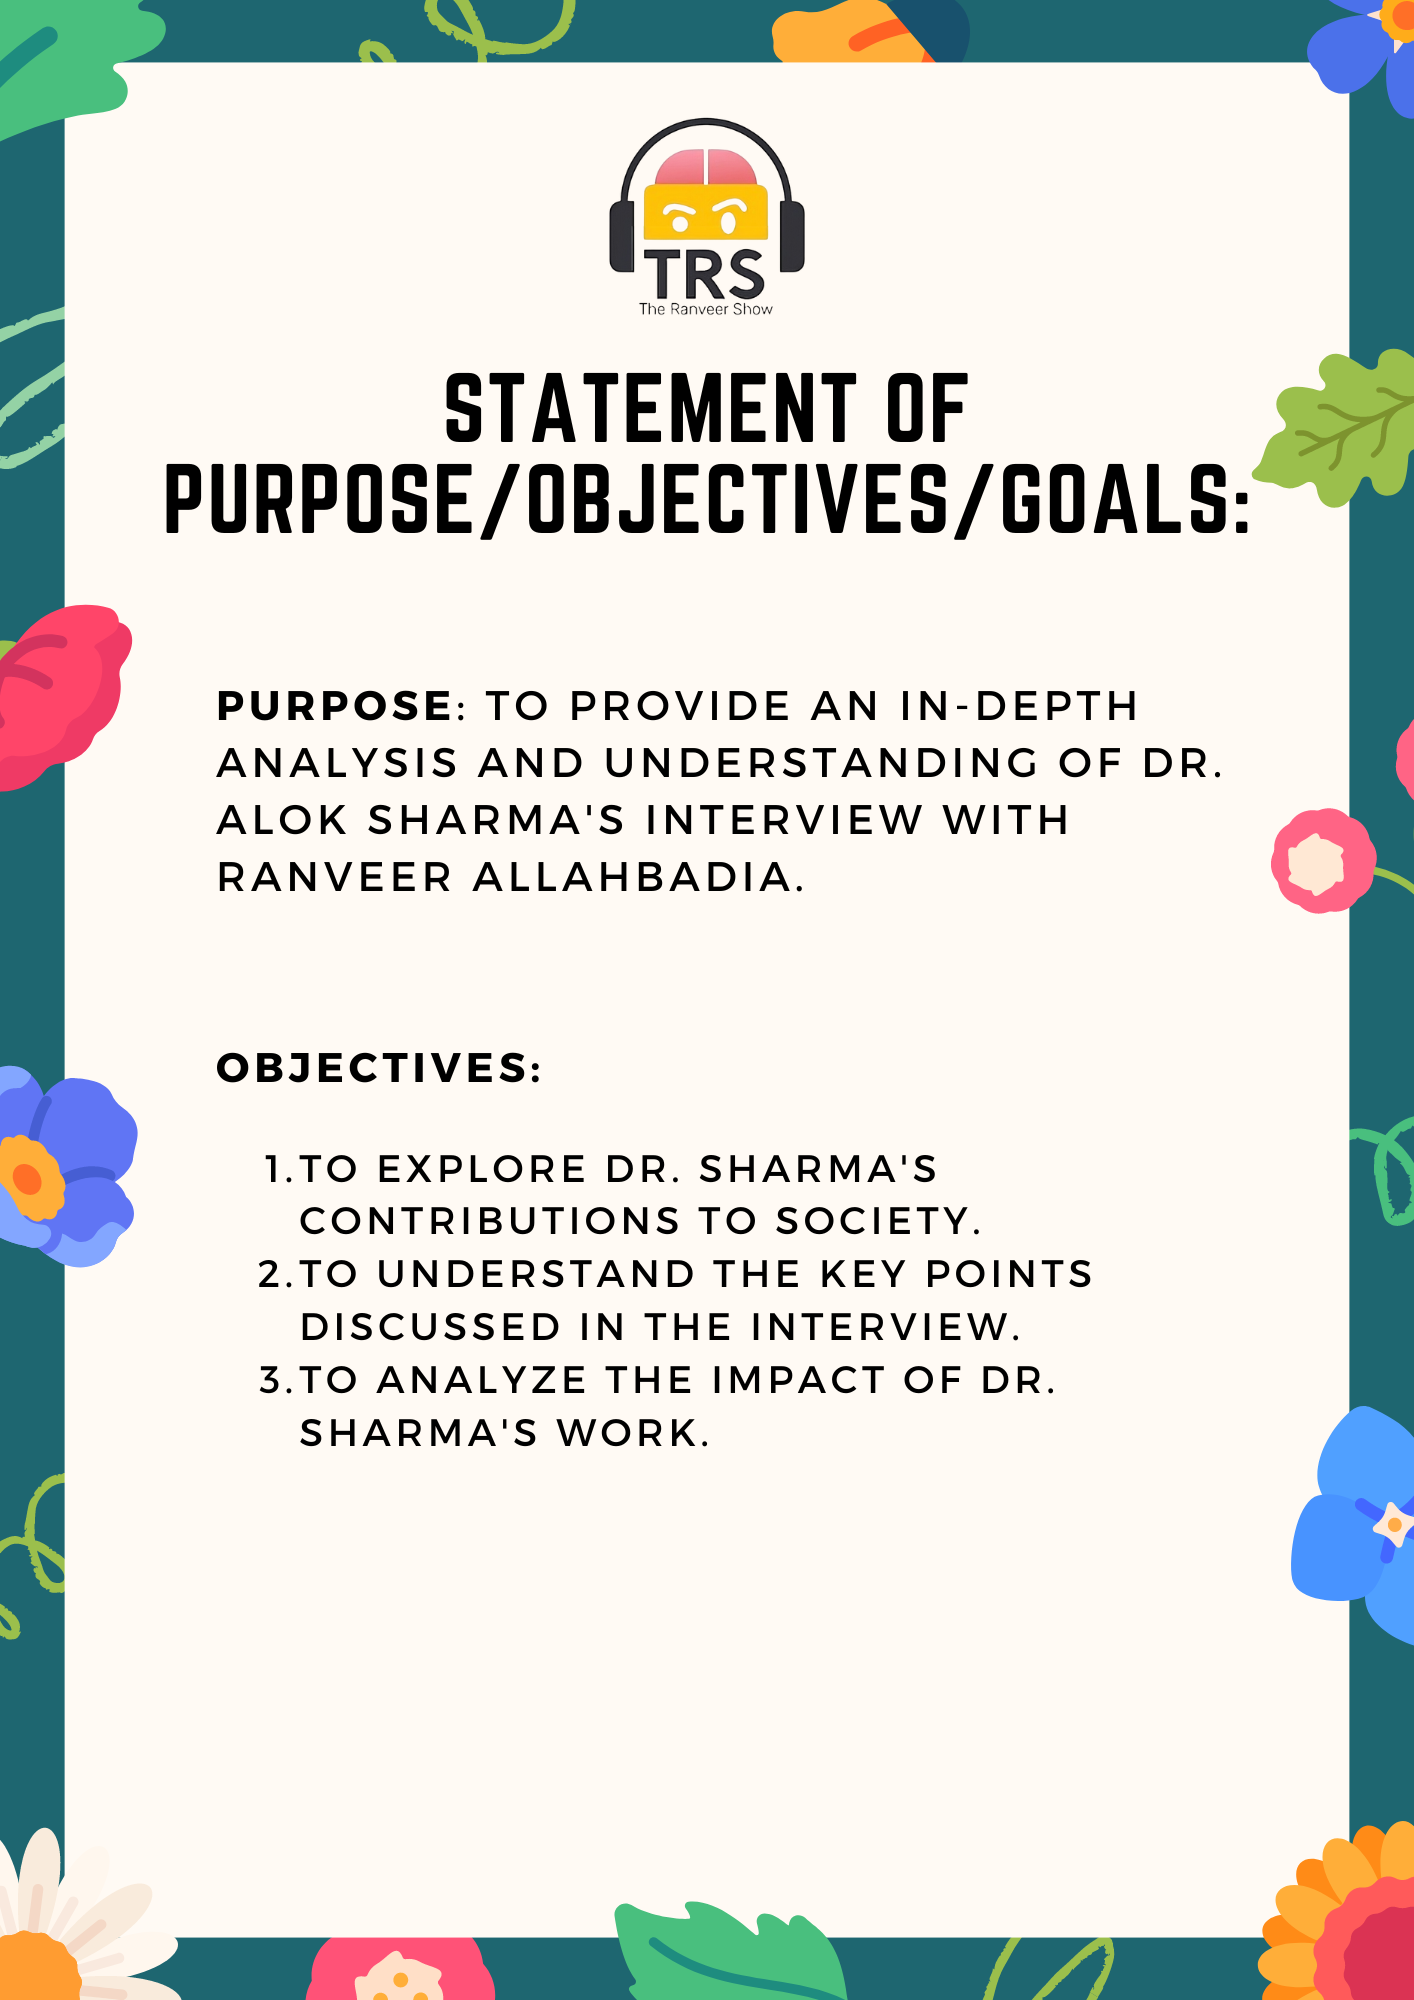 TRS
The Ranveer Show
STATEMENT OF
PURPOSE/OBJECTIVES/GOALS:
PURPOSE: TO PROVIDE AN IN-DEPTH
ANALYSIS AND UNDERSTANDING OF DR.
ALOK SHARMA'S INTERVIEW WITH
RANVEER ALLAHBADIA.
OBJECTIVES:
1. TO EXPLORE DR. SHARMA'S
CONTRIBUTIONS TO SOCIETY.
2. TO UNDERSTAND THE KEY POINTS
DISCUSSED IN THE INTERVIEW.
3. TO ANALYZE THE IMPACT OF DR.
SHARMA'S WORK.